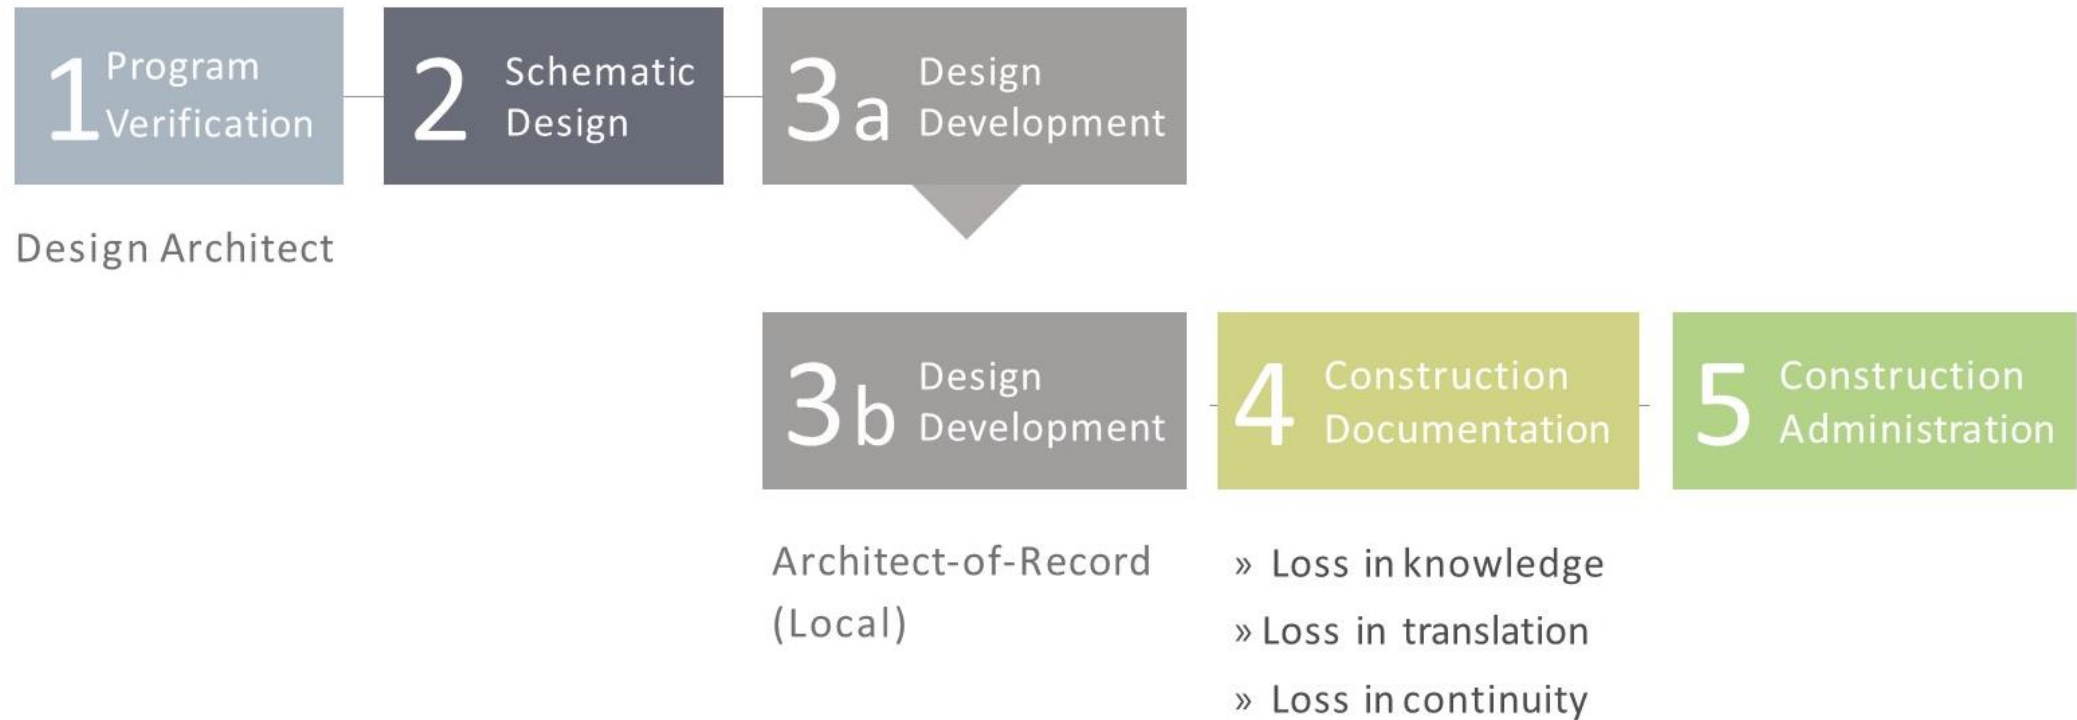 1 Program
Verification
2 Schematic
Design
3a Design
Development
Design Architect
3b Design
Development
4 Construction
Documentation
5 Construction
Administration
Architect-of-Record
(Local)
» Loss in knowledge
» Loss in translation
» Loss in continuity